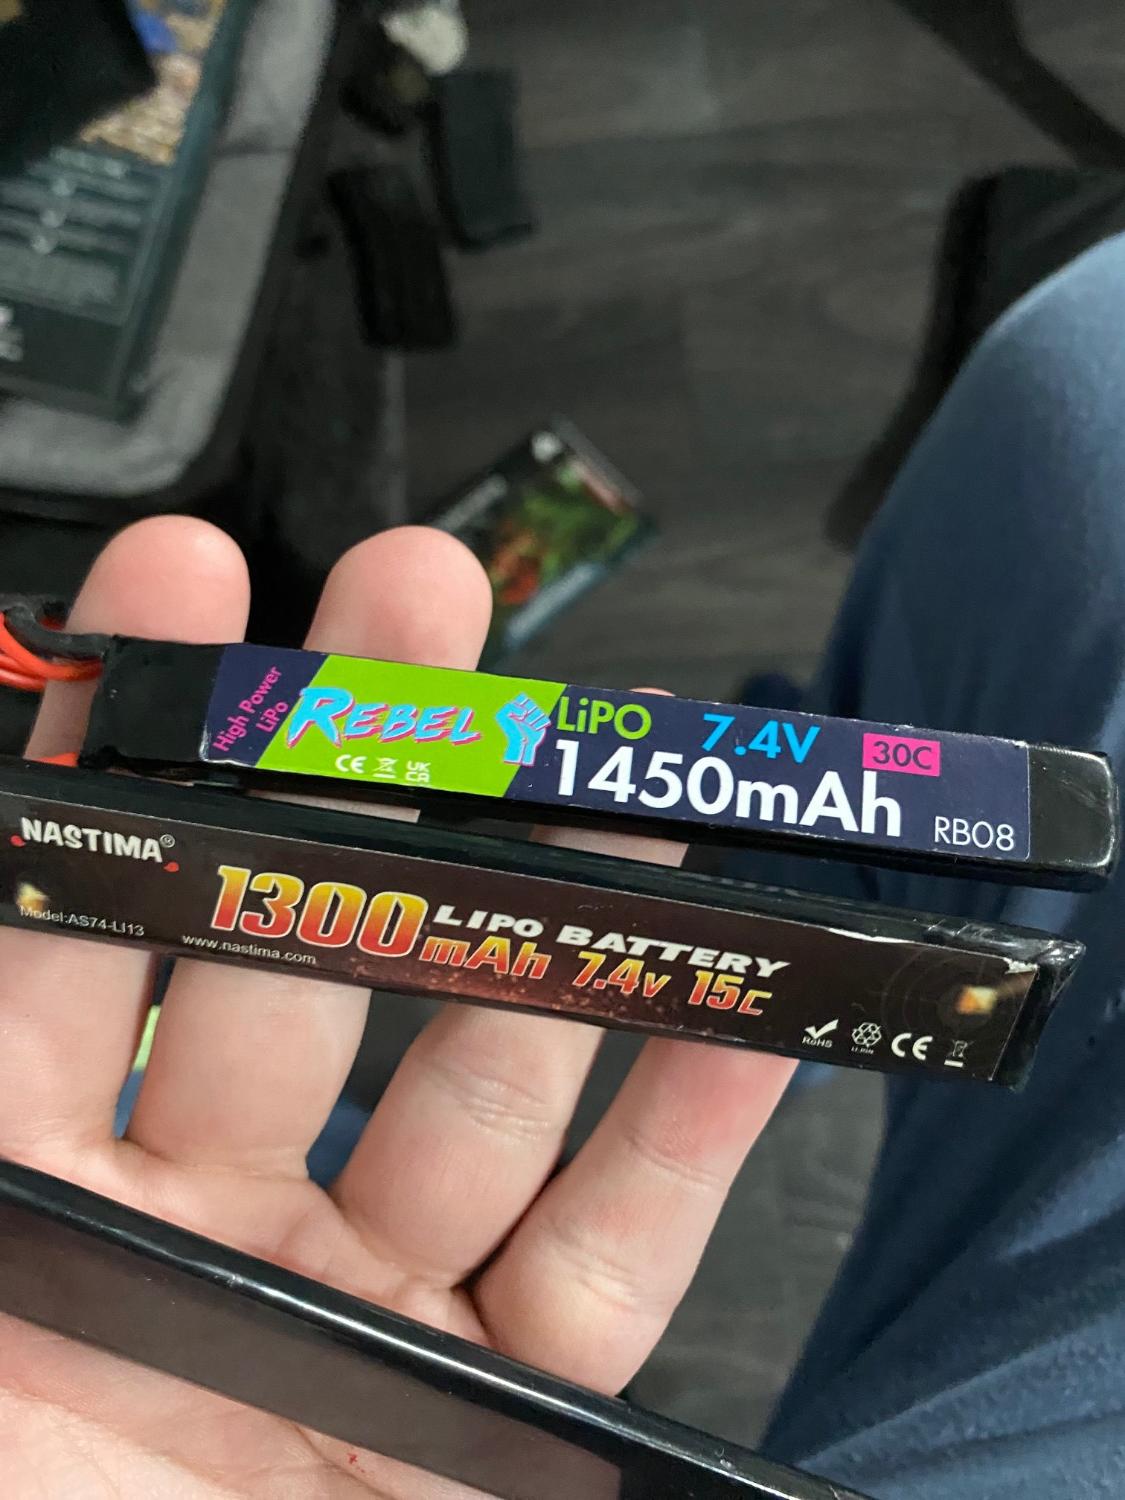 High Power
LiPo
REBEL
CE UK
CA
LiPO 7.4V 30C
1450mAh RB08
NASTIMA®
Model:AS74-LI13
www.nastima.com
1300mAh LIPO BATTERY
7.4v 15c
RoHS
CE